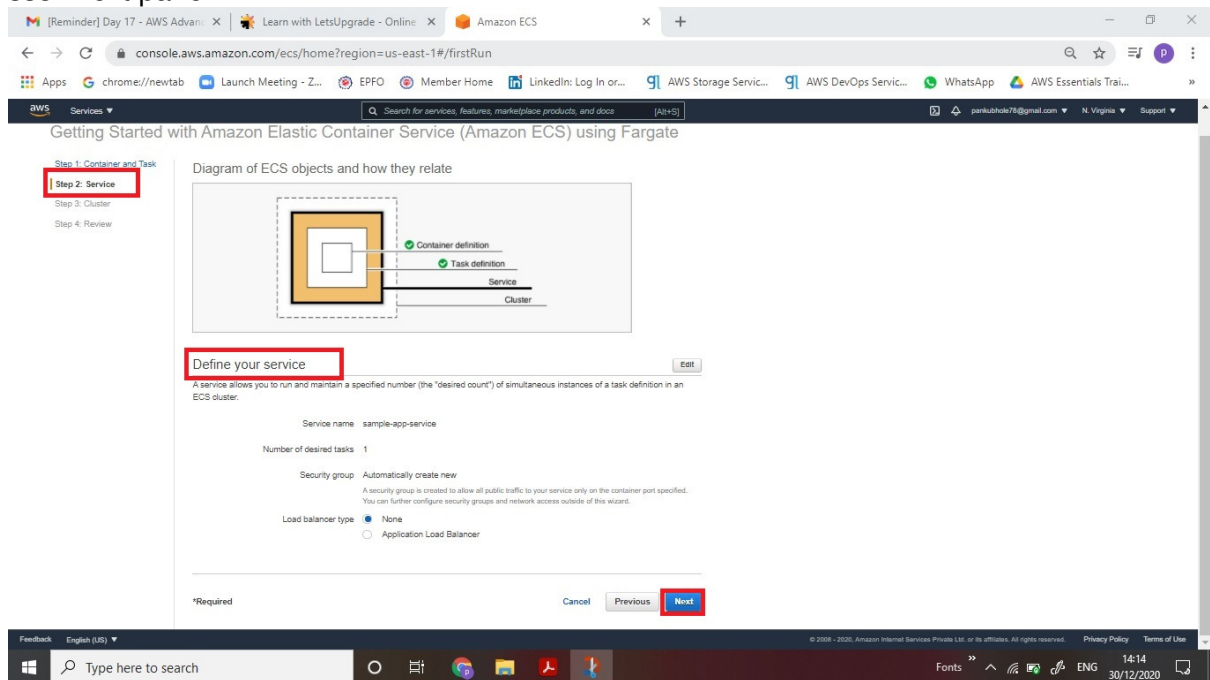 [Reminder] Day 17 - AWS Advanc
Learn with LetsUpgrade - Online
Amazon ECS
console.aws.amazon.com/ecs/home?region=us-east-1#/firstRun
P
Apps
chrome://newtab
Launch Meeting - Z...
EPFO
Member Home
LinkedIn: Log In or...
AWS Storage Servic...
AWS DevOps Servic...
WhatsApp
AWS Essentials Trai...
»
aws
Services ▼
Search for services, features, marketplace products, and docs
[Alt+S]
pankubhole78@gmail.com ▼
N. Virginia ▼
Support ▼
Getting Started with Amazon Elastic Container Service (Amazon ECS) using Fargate
Step 1: Container and Task
Step 2: Service
Step 3: Cluster
Step 4: Review
Diagram of ECS objects and how they relate
Container definition
Task definition
Service
Cluster
Define your service
Edit
A service allows you to run and maintain a specified number (the "desired count") of simultaneous instances of a task definition in an
ECS cluster.
Service name sample-app-service
Number of desired tasks 1
Security group Automatically create new
A security group is created to allow all public traffic to your service only on the container port specified.
You can further configure security groups and network access outside of this wizard.
Load balancer type None
Application Load Balancer
*Required
Cancel
Previous
Next
Feedback
English (US) ▼
© 2008 - 2020, Amazon Internet Services Private Ltd. or its affiliates. All rights reserved.
Privacy Policy
Terms of Use
Type here to search
Fonts »
ENG
14:14
30/12/2020